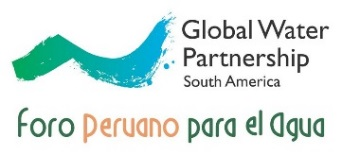 Global Water
Partnership
South America
foro peruano para el agua